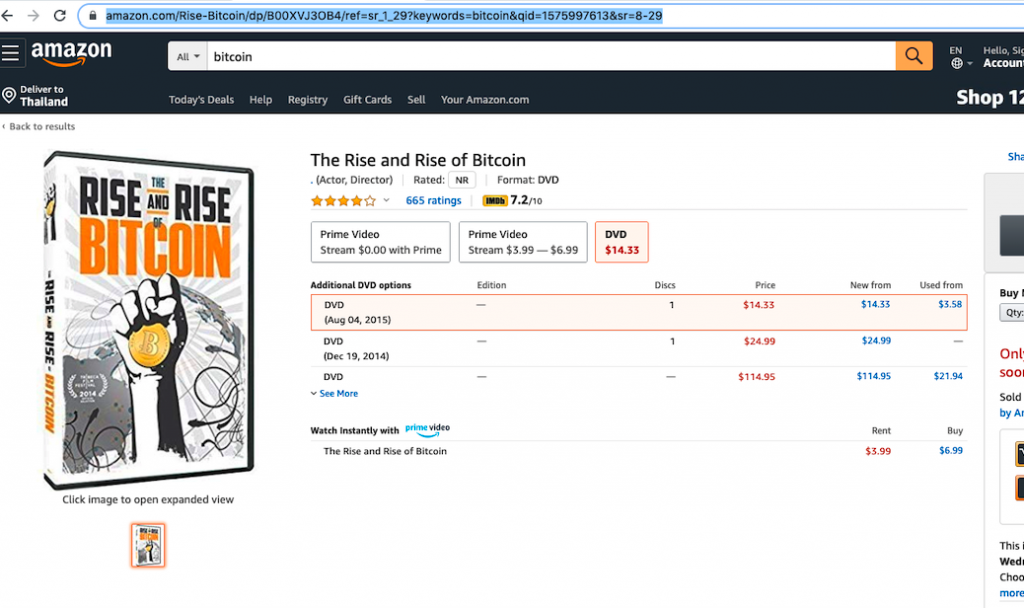 amazon.com/Rise-Bitcoin/dp/B00XVJ3OB4/ref=sr_1_29?keywords=bitcoin&qid=1575997613&sr=8-29
amazon
All
bitcoin
EN
Hello, Sig
Account
Deliver to
Thailand
Today's Deals Help Registry Gift Cards Sell Your Amazon.com
Shop 12
‹ Back to results
THE
RISE AND RISE
OF
BITCOIN
THE RISE AND RISE OF BITCOIN
TRIBECA
FILM
FESTIVAL
2014
Click image to open expanded view
The Rise and Rise of Bitcoin
. (Actor, Director) Rated: NR Format: DVD
665 ratings IMDb 7.2/10
Prime Video
Stream $0.00 with Prime
Prime Video
Stream $3.99 — $6.99
DVD
$14.33
Additional DVD options Edition Discs Price New from Used from
DVD — 1 $14.33 $14.33 $3.58
(Aug 04, 2015)
DVD — 1 $24.99 $24.99 —
(Dec 19, 2014)
DVD — — $114.95 $114.95 $21.94
See More
Watch Instantly with prime video Rent Buy
The Rise and Rise of Bitcoin $3.99 $6.99
Sha
Buy N
Qty:
Only
soon
Sold
by Am
This i
Wedn
Choo
more